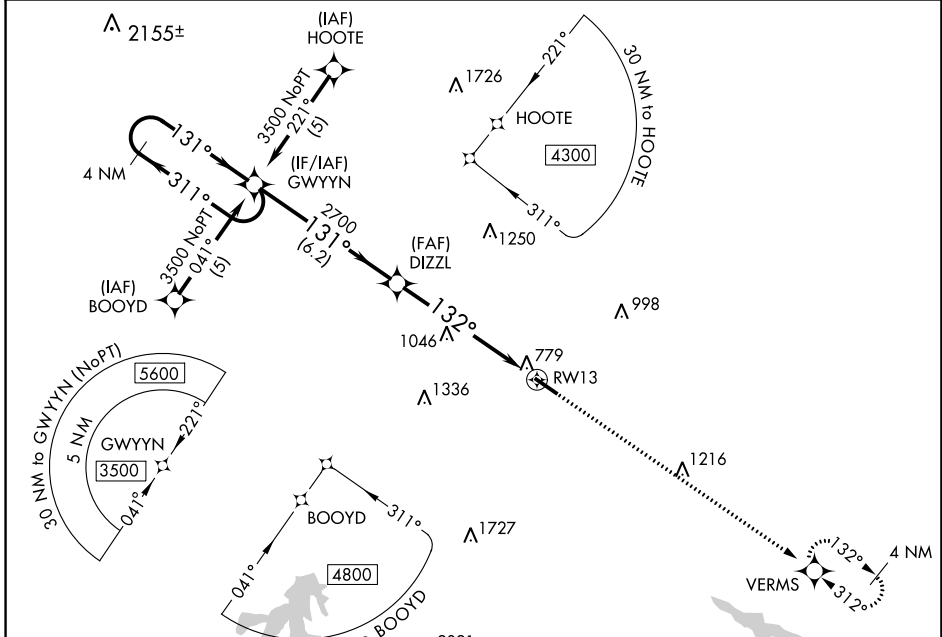 2155±
(IAF)
HOOTE
3500 NoPT
221°
(5)
131°
4 NM
311°
(IF/IAF)
GWYYN
3500 NoPT
041°
(5)
(IAF)
BOOYD
2700
131°
(6.2)
(FAF)
DIZZL
132°
1046
779
RW13
1336
998
1250
1726
221°
HOOTE
4300
311°
30 NM to HOOTE
30 NM to GWYYN (NoPT)
5600
5 NM
GWYYN
3500
221°
041°
BOOYD
311°
4800
041°
BOOYD
1727
1216
VERMS
132°
312°
4 NM